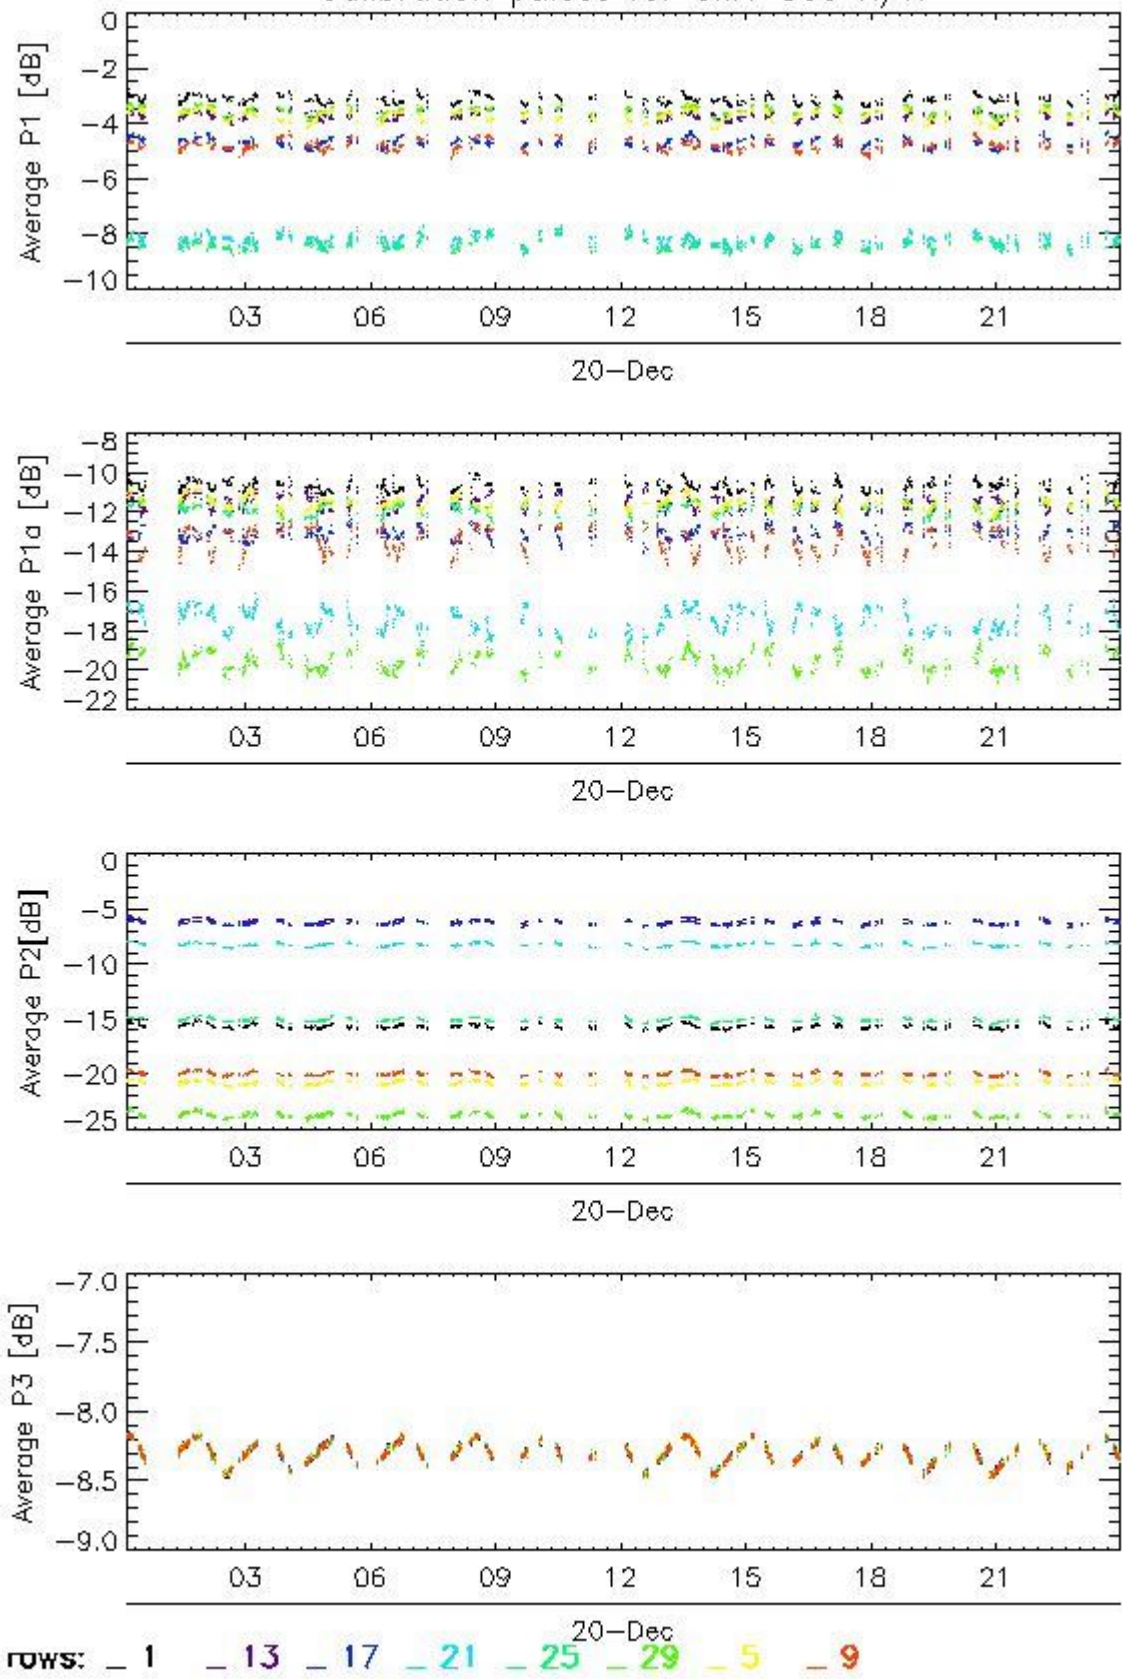 0
-2
-4
-6
-8
-10
Average P1 [dB]
03 06 09 12 15 18 21
20-Dec
-8
-10
-12
-14
-16
-18
-20
-22
Average P1a [dB]
03 06 09 12 15 18 21
20-Dec
0
-5
-10
-15
-20
-25
Average P2[dB]
03 06 09 12 15 18 21
20-Dec
-7.0
-7.5
-8.0
-8.5
-9.0
Average P3 [dB]
03 06 09 12 15 18 21
20-Dec
rows: _ 1 _ 13 _ 17 _ 21 _ 25 _ 29 _ 5 _ 9